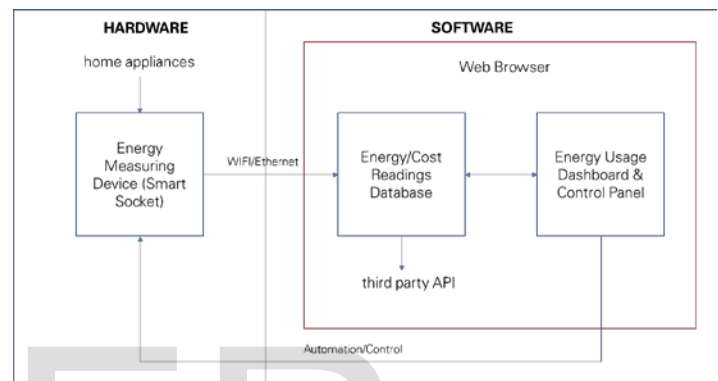 HARDWARE
SOFTWARE
home appliances
Web Browser
Energy
Measuring
Device (Smart
Socket)
WIFI/Ethernet
Energy/Cost
Readings
Database
Energy Usage
Dashboard &
Control Panel
third party API
Automation/Control